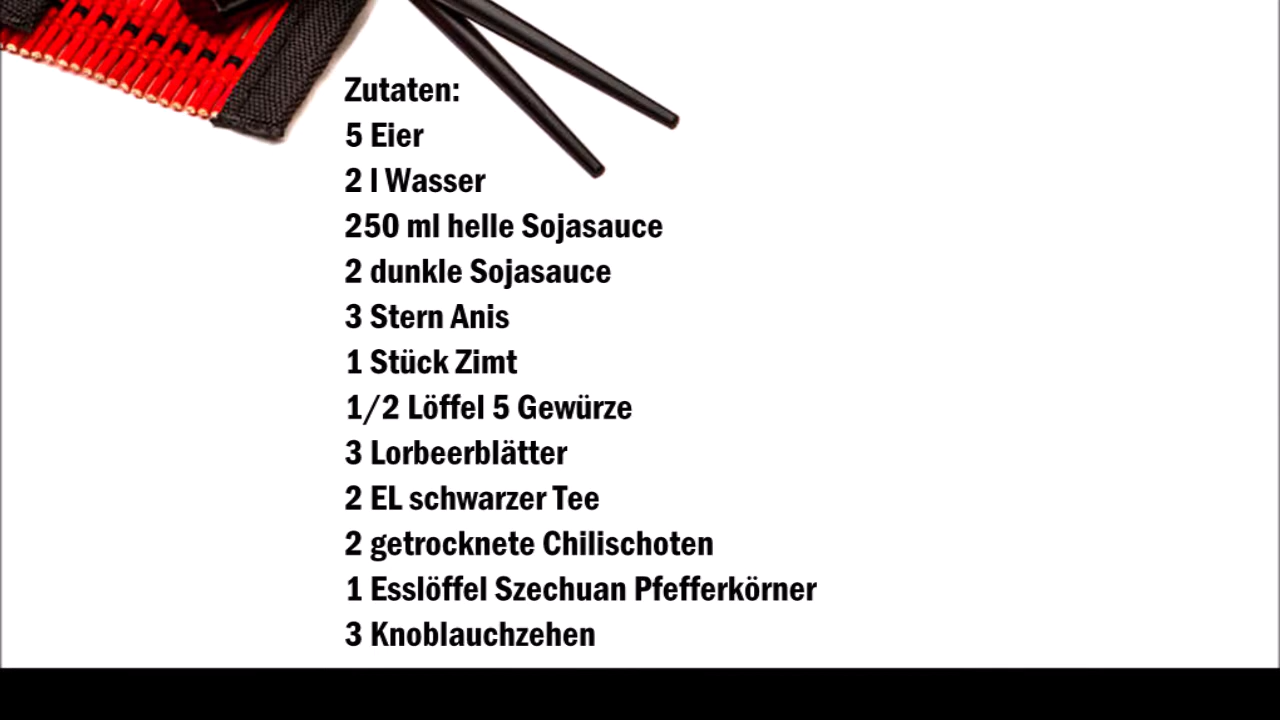 Zutaten:
5 Eier
2 l Wasser
250 ml helle Sojasauce
2 dunkle Sojasauce
3 Stern Anis
1 Stück Zimt
1/2 Löffel 5 Gewürze
3 Lorbeerblätter
2 EL schwarzer Tee
2 getrocknete Chilischoten
1 Esslöffel Szechuan Pfefferkörner
3 Knoblauchzehen